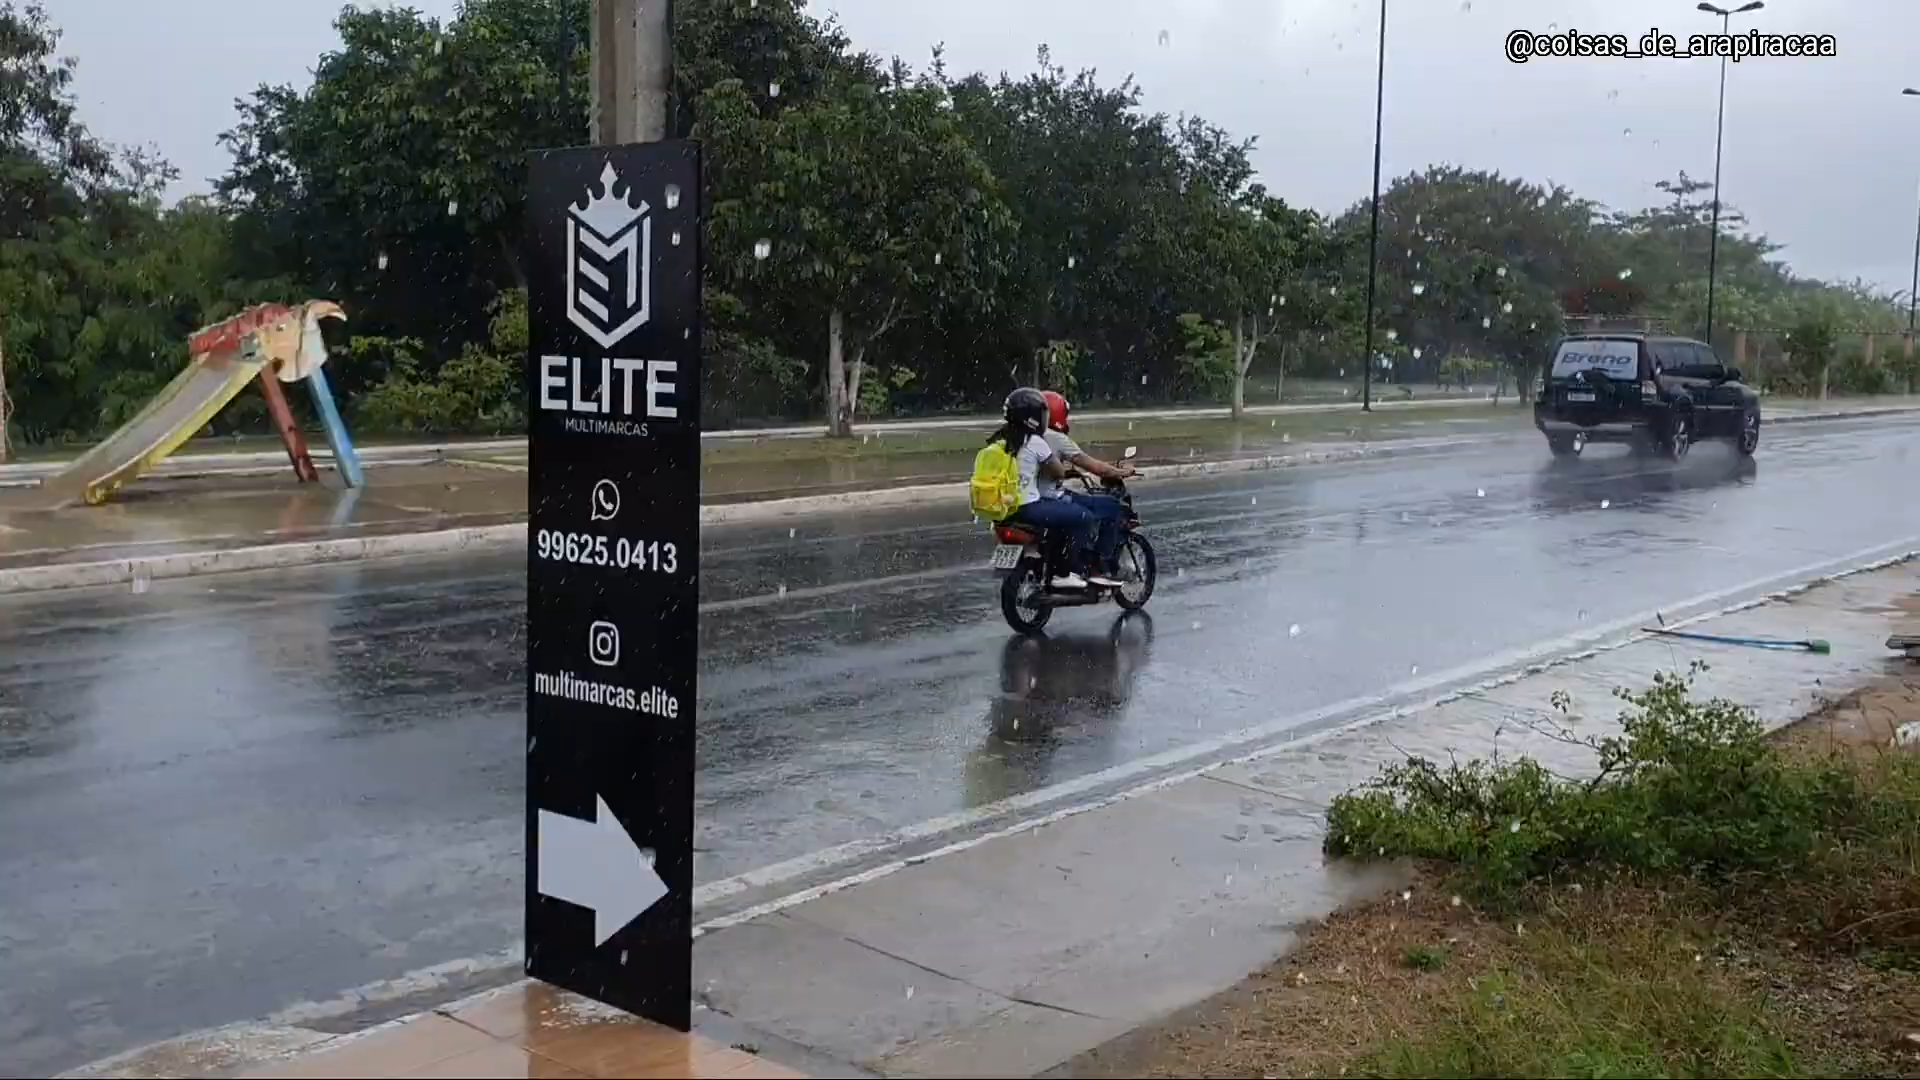 @coisas_de_arapiracaa
ELITE
MULTIMARCAS
99625.0413
multimarcas.elite
Breno